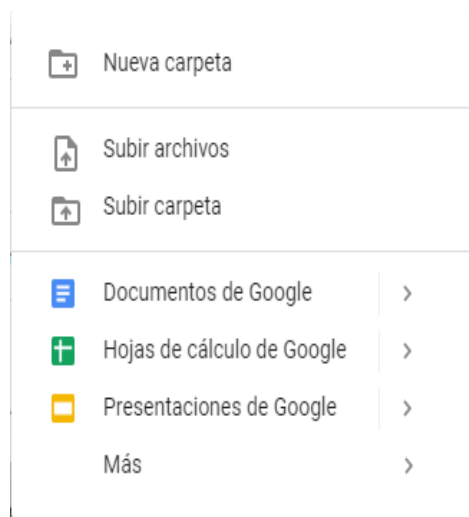 Nueva carpeta
Subir archivos
Subir carpeta
Documentos de Google
Hojas de cálculo de Google
Presentaciones de Google
Más